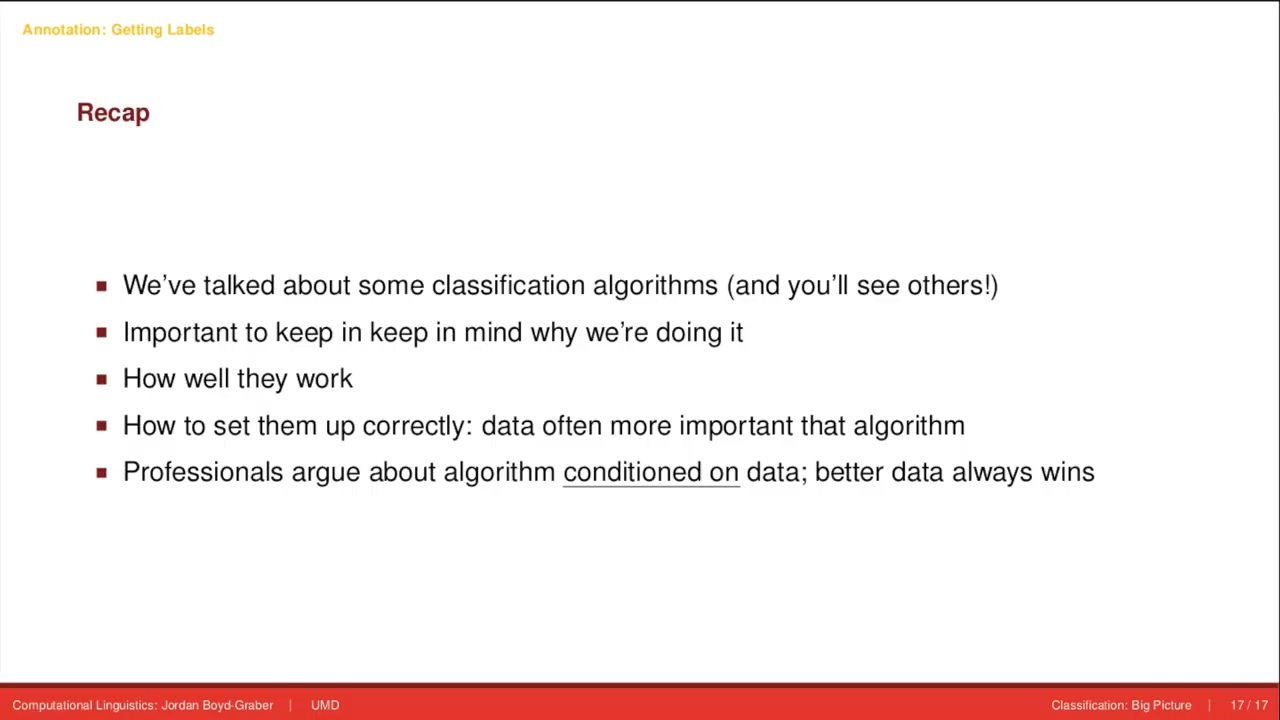 Annotation: Getting Labels
Recap
We've talked about some classification algorithms (and you'll see others!)
Important to keep in keep in mind why we're doing it
How well they work
How to set them up correctly: data often more important that algorithm
Professionals argue about algorithm conditioned on data; better data always wins
Computational Linguistics: Jordan Boyd-Graber | UMD
Classification: Big Picture | 17 / 17